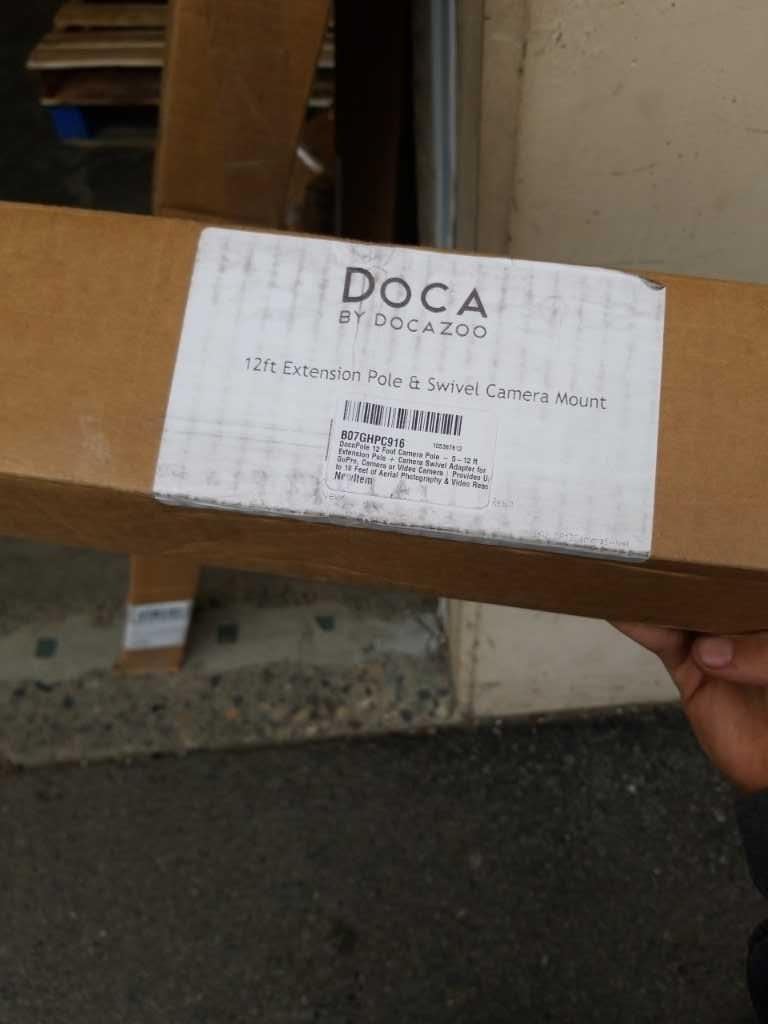 DOCA
BY DOCAZOO
12ft Extension Pole & Swivel Camera Mount
B07GHPC916
DocaPole 12 Foot Camera Pole – 5 – 12 ft
Extension Pole + Camera Swivel Adapter for
GoPro, Camera or Video Camera | Provides U
to 18 Feet of Aerial Photography & Video Reac
New Item